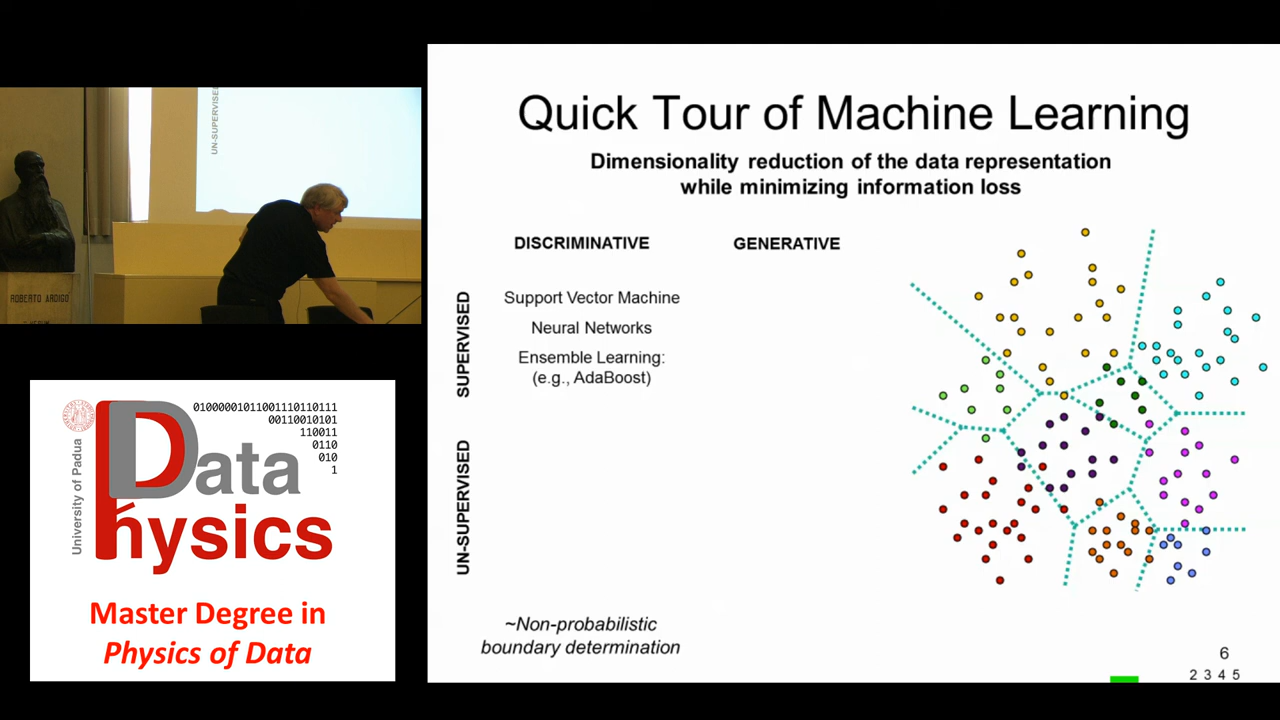 UN-SUPERVISED
ROBERTO ARDIGO
Quick Tour of Machine Learning
Dimensionality reduction of the data representation
while minimizing information loss
DISCRIMINATIVE
GENERATIVE
SUPERVISED
Support Vector Machine
Neural Networks
Ensemble Learning:
(e.g., AdaBoost)
UN-SUPERVISED
~Non-probabilistic
boundary determination
6
2 3 4 5
University of Padua
Data
Physics
01000001011001110110111
00110010101
110011
0110
010
1
Master Degree in
Physics of Data